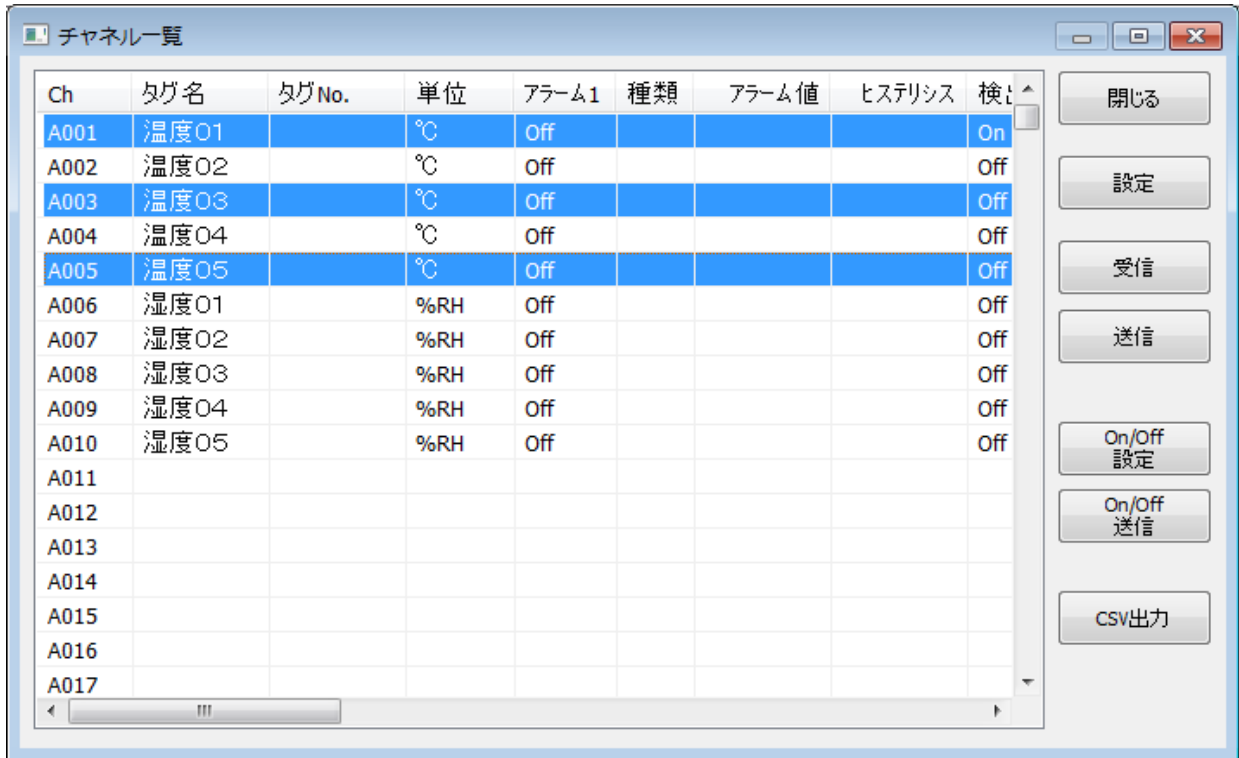 チャネル一覧
Ch タグ名 タグNo. 単位 アラーム1 種類 アラーム値 ヒステリシス 検
A001 温度01 ℃ Off On
A002 温度02 ℃ Off Off
A003 温度03 ℃ Off Off
A004 温度04 ℃ Off Off
A005 温度05 ℃ Off Off
A006 湿度01 %RH Off Off
A007 湿度02 %RH Off Off
A008 湿度03 %RH Off Off
A009 湿度04 %RH Off Off
A010 湿度05 %RH Off Off
A011
A012
A013
A014
A015
A016
A017
閉じる
設定
受信
送信
On/Off
設定
On/Off
送信
CSV出力